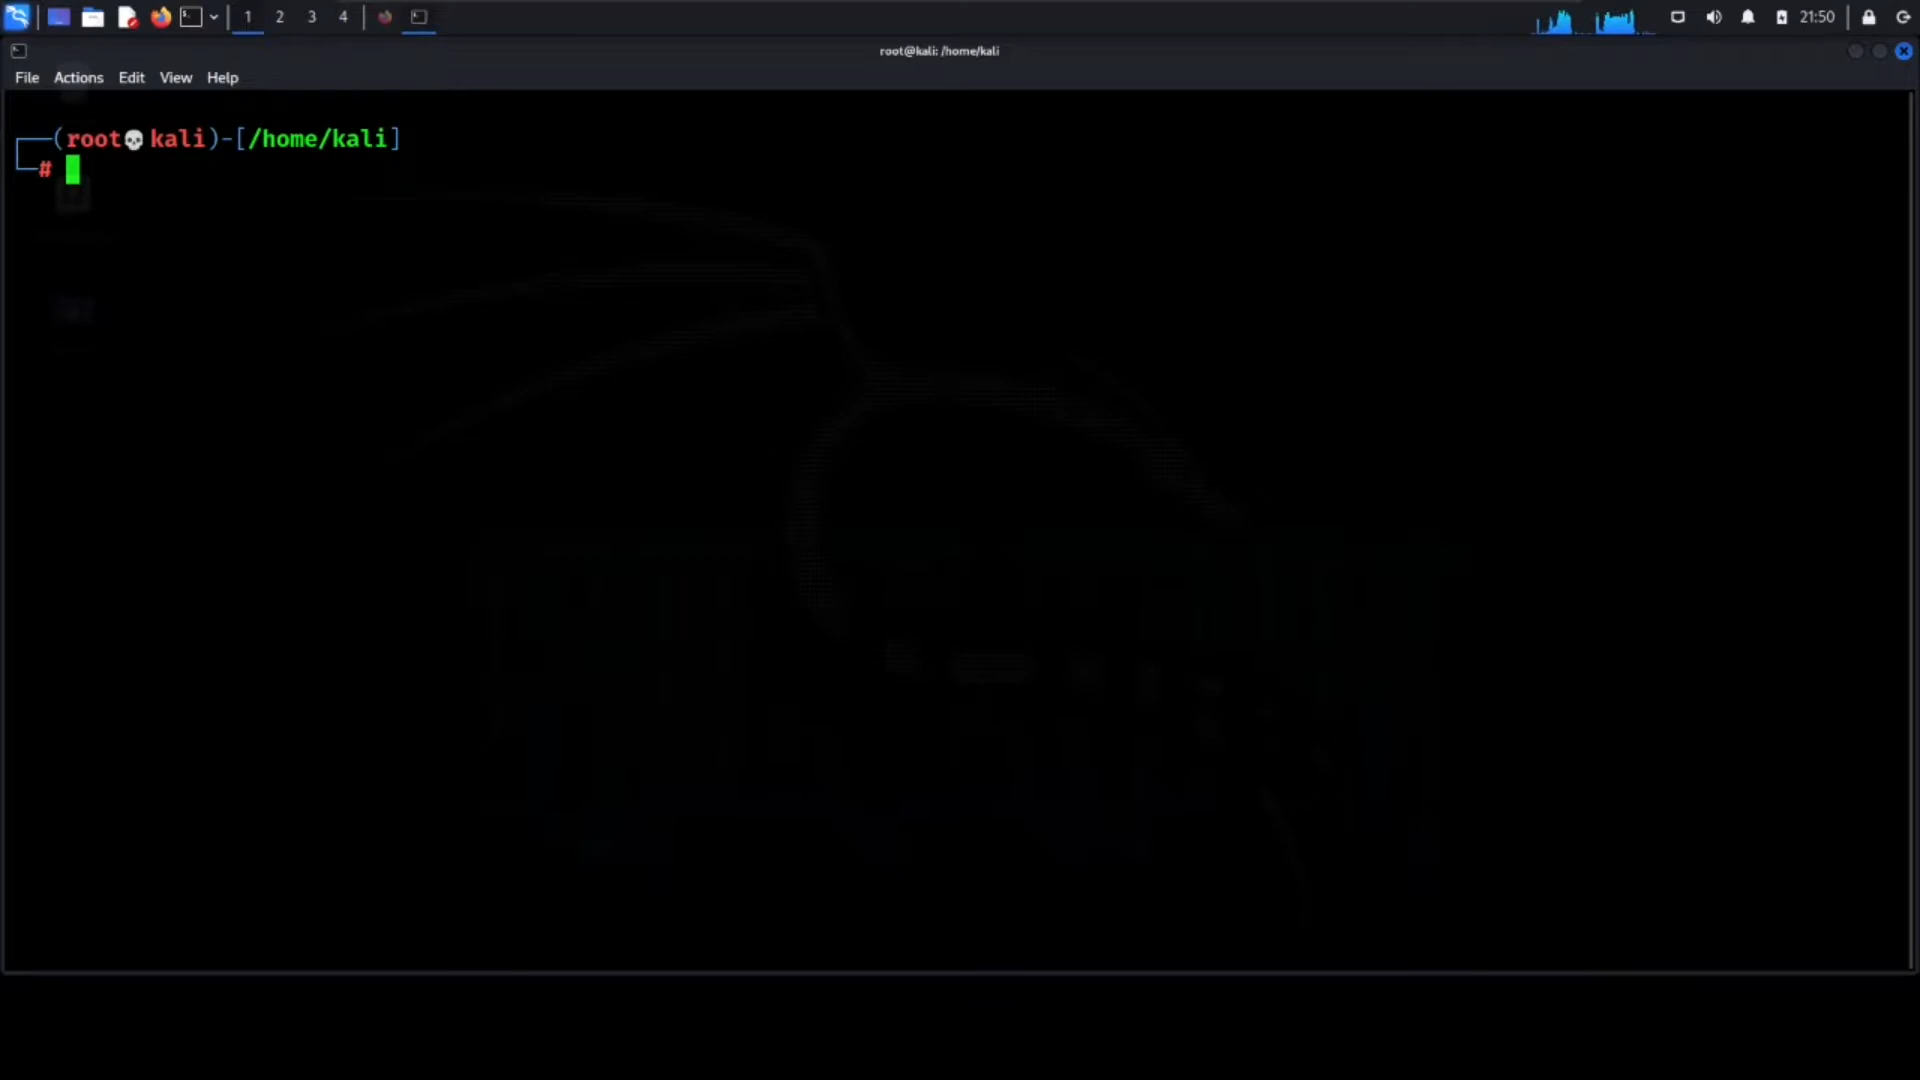 1 2 3 4 21:50
root@kali: /home/kali
File Actions Edit View Help
(root💀kali)-[/home/kali]
#